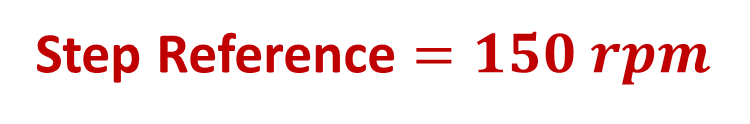 Step Reference = 150 rpm